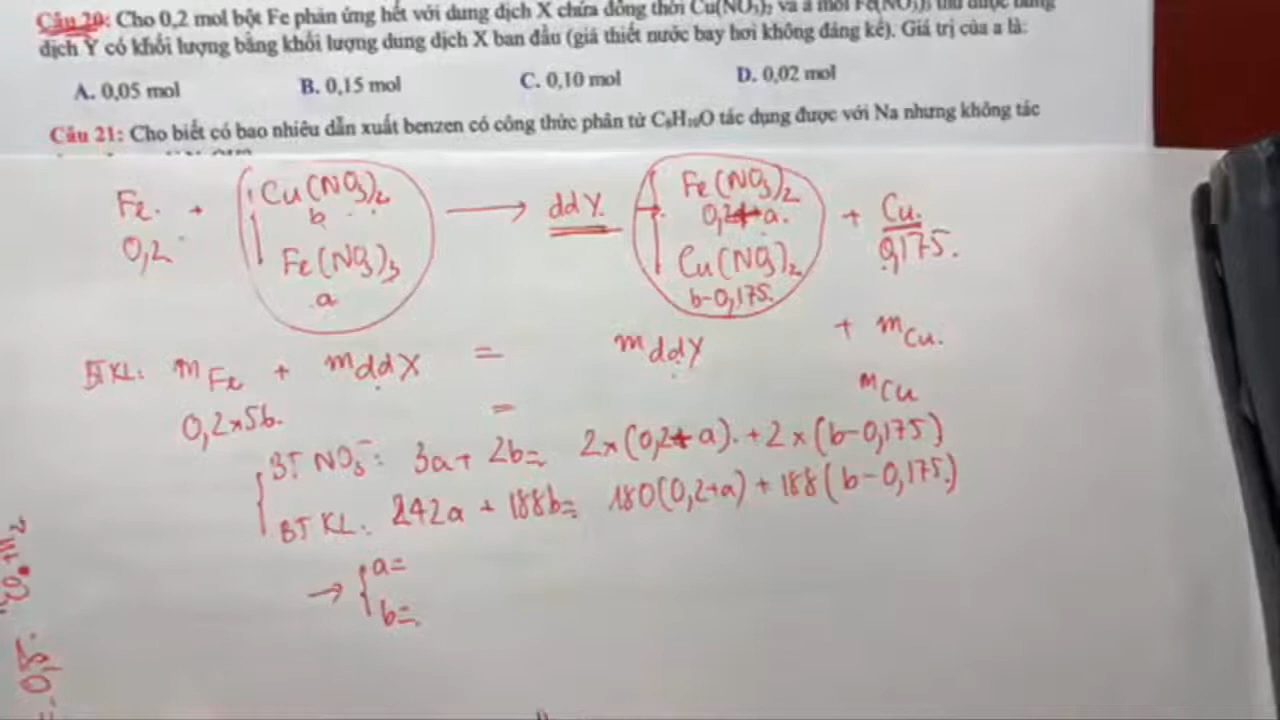 Câu 20: Cho 0,2 mol bột Fe phản ứng hết với dung dịch X chứa đồng thời Cu(NO₃)₂ và a mol Fe(NO₃)₃ thu được dung
dịch Y có khối lượng bằng khối lượng dung dịch X ban đầu (giả thiết nước bay hơi không đáng kể). Giá trị của a là:
A. 0,05 mol B. 0,15 mol C. 0,10 mol D. 0,02 mol
Câu 21: Cho biết có bao nhiêu dẫn xuất benzen có công thức phân tử C₈H₁₀O tác dụng được với Na nhưng không tác
Fe + Cu(NO₃)₂ → ddY Fe(NO₃)₂ + Cu
0,2 b 0,2+a 0,175
Fe(NO₃)₃ Cu(NO₃)₂
a b-0,175
BTKL: mFe + mddX = mddY + mCu
0,2x56 = mCu
BT NO₃⁻: 3a + 2b = 2x(0,2+a) + 2x(b-0,175)
BTKL: 242a + 188b = 180(0,2+a) + 188(b-0,175)
→ { a=
b=